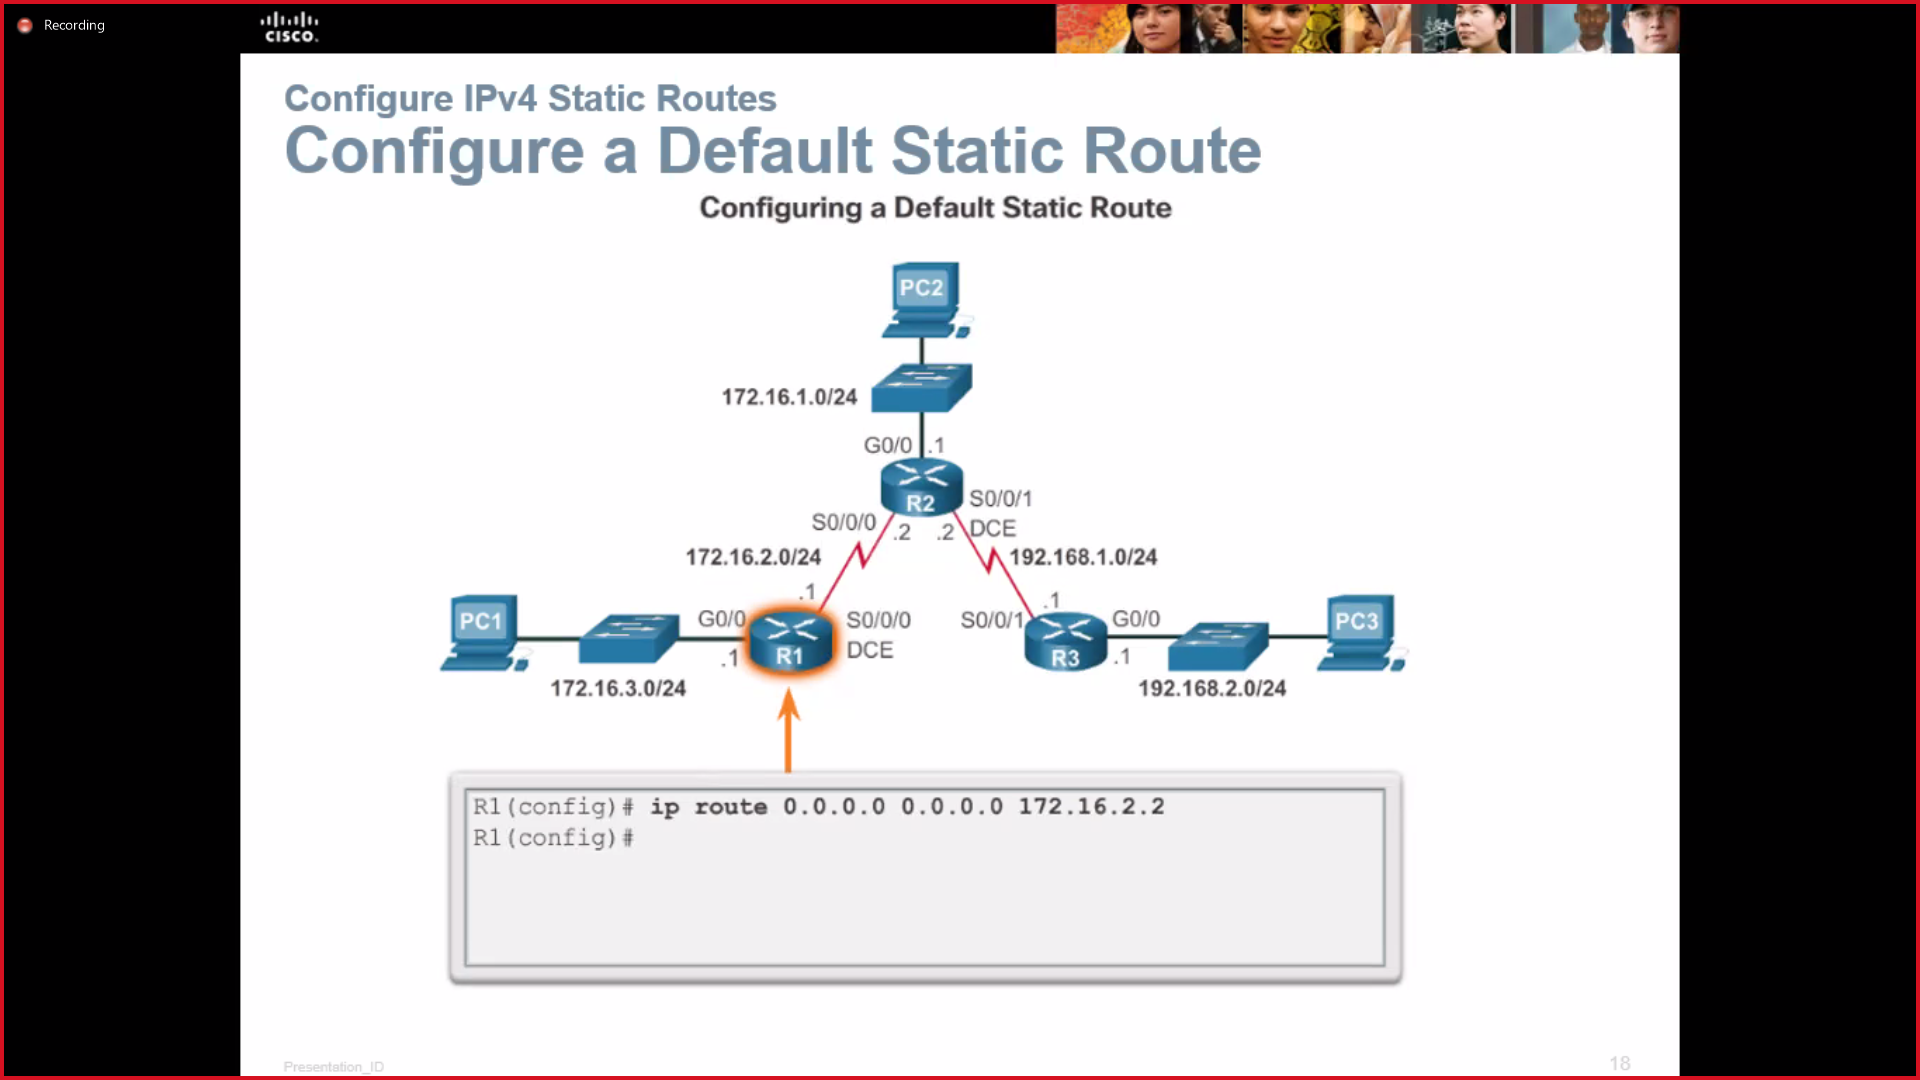 Recording
CISCO.
Configure IPv4 Static Routes
Configure a Default Static Route
Configuring a Default Static Route
PC2
172.16.1.0/24
G0/0 .1
R2
S0/0/1
S0/0/0 .2 .2 DCE
172.16.2.0/24 192.168.1.0/24
.1 .1
PC1 G0/0 S0/0/0 S0/0/1 G0/0 PC3
.1 R1 DCE R3 .1
172.16.3.0/24 192.168.2.0/24
R1(config)# ip route 0.0.0.0 0.0.0.0 172.16.2.2
R1(config)#
Presentation_ID 18